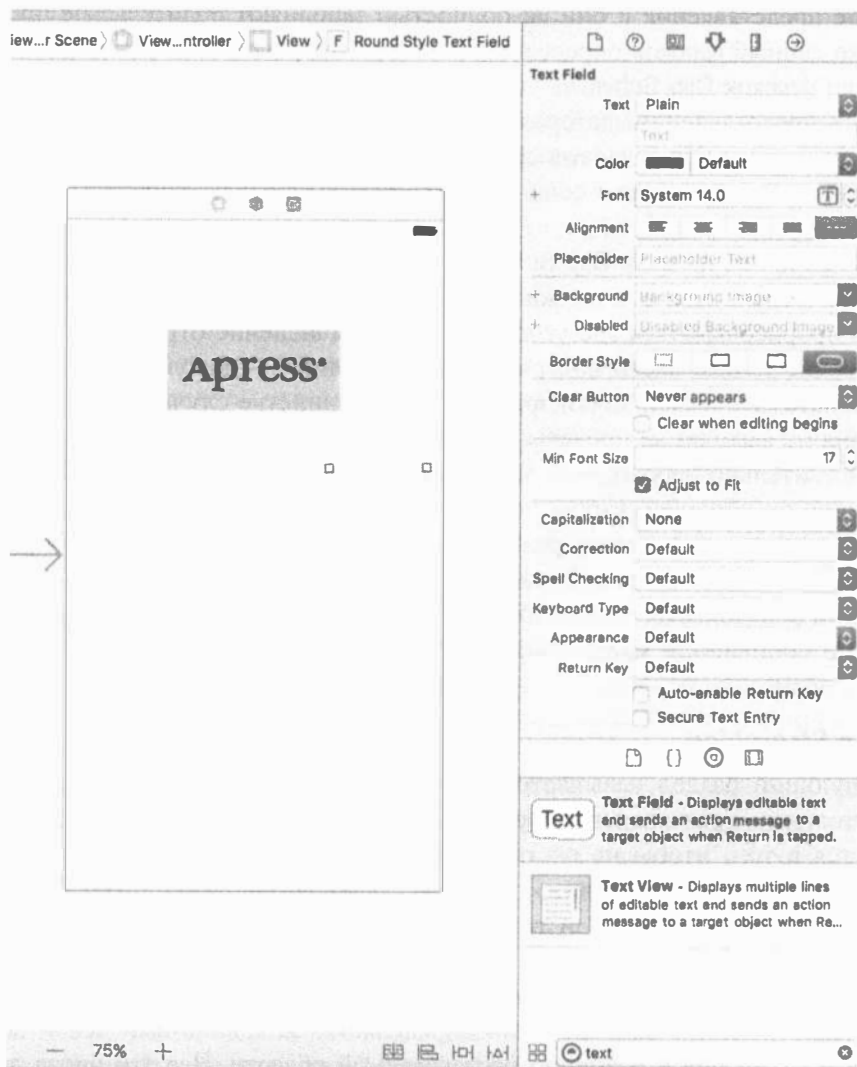 iew...r Scene 〉 View...ntroller 〉 View 〉 F Round Style Text Field
Apress®
75%
Text Field
Text Plain
Text
Color Default
+ Font System 14.0
Alignment
Placeholder Placeholder Text
+ Background Background Image
+ Disabled Disabled Background Image
Border Style
Clear Button Never appears
Clear when editing begins
Min Font Size 17
Adjust to Fit
Capitalization None
Correction Default
Spell Checking Default
Keyboard Type Default
Appearance Default
Return Key Default
Auto-enable Return Key
Secure Text Entry
{}
Text
Text Field - Displays editable text
and sends an action message to a
target object when Return is tapped.
Text View - Displays multiple lines
of editable text and sends an action
message to a target object when Re...
text